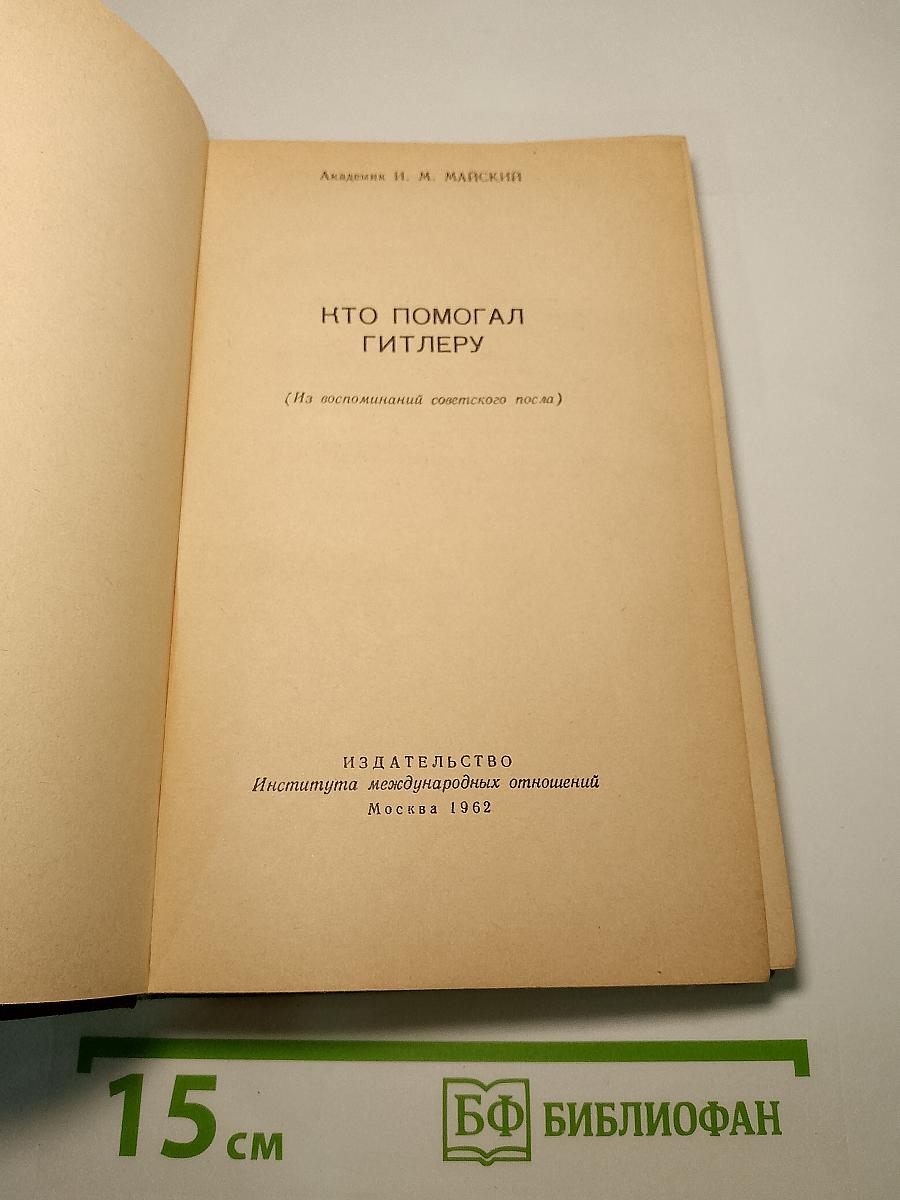 Академик И. М. МАЙСКИЙ
КТО ПОМОГАЛ
ГИТЛЕРУ
(Из воспоминаний советского посла)
ИЗДАТЕЛЬСТВО
Института международных отношений
Москва 1962
15 см
БФ БИБЛИОФАН